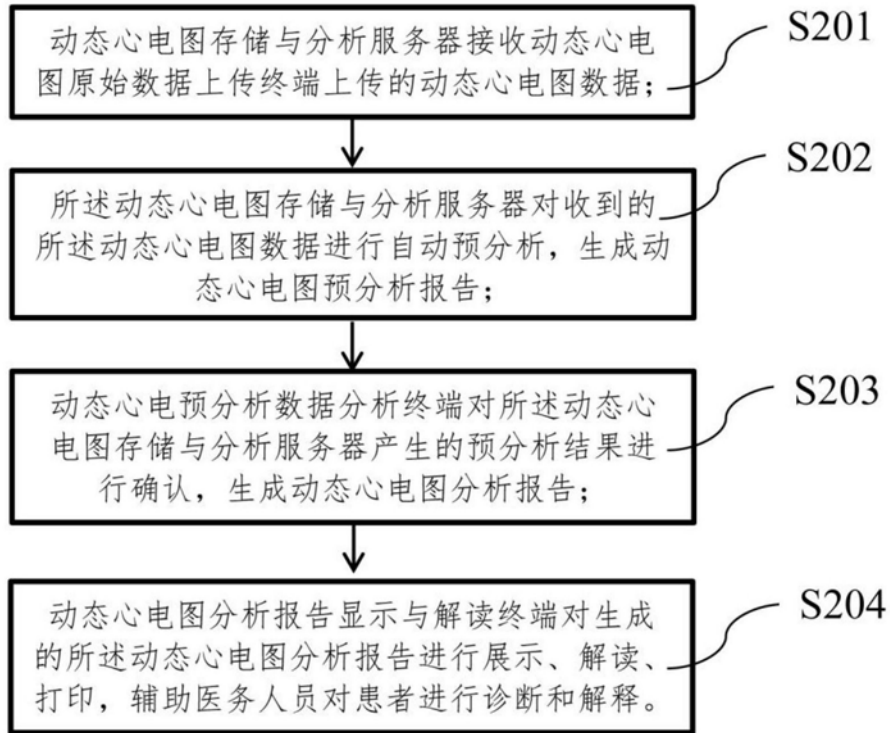 动态心电图存储与分析服务器接收动态心电
图原始数据上传终端上传的动态心电图数据；
S201
所述动态心电图存储与分析服务器对收到的
所述动态心电图数据进行自动预分析，生成动
态心电图预分析报告；
S202
动态心电预分析数据分析终端对所述动态心
电图存储与分析服务器产生的预分析结果进
行确认，生成动态心电图分析报告；
S203
动态心电图分析报告显示与解读终端对生成
的所述动态心电图分析报告进行展示、解读、
打印，辅助医务人员对患者进行诊断和解释。
S204